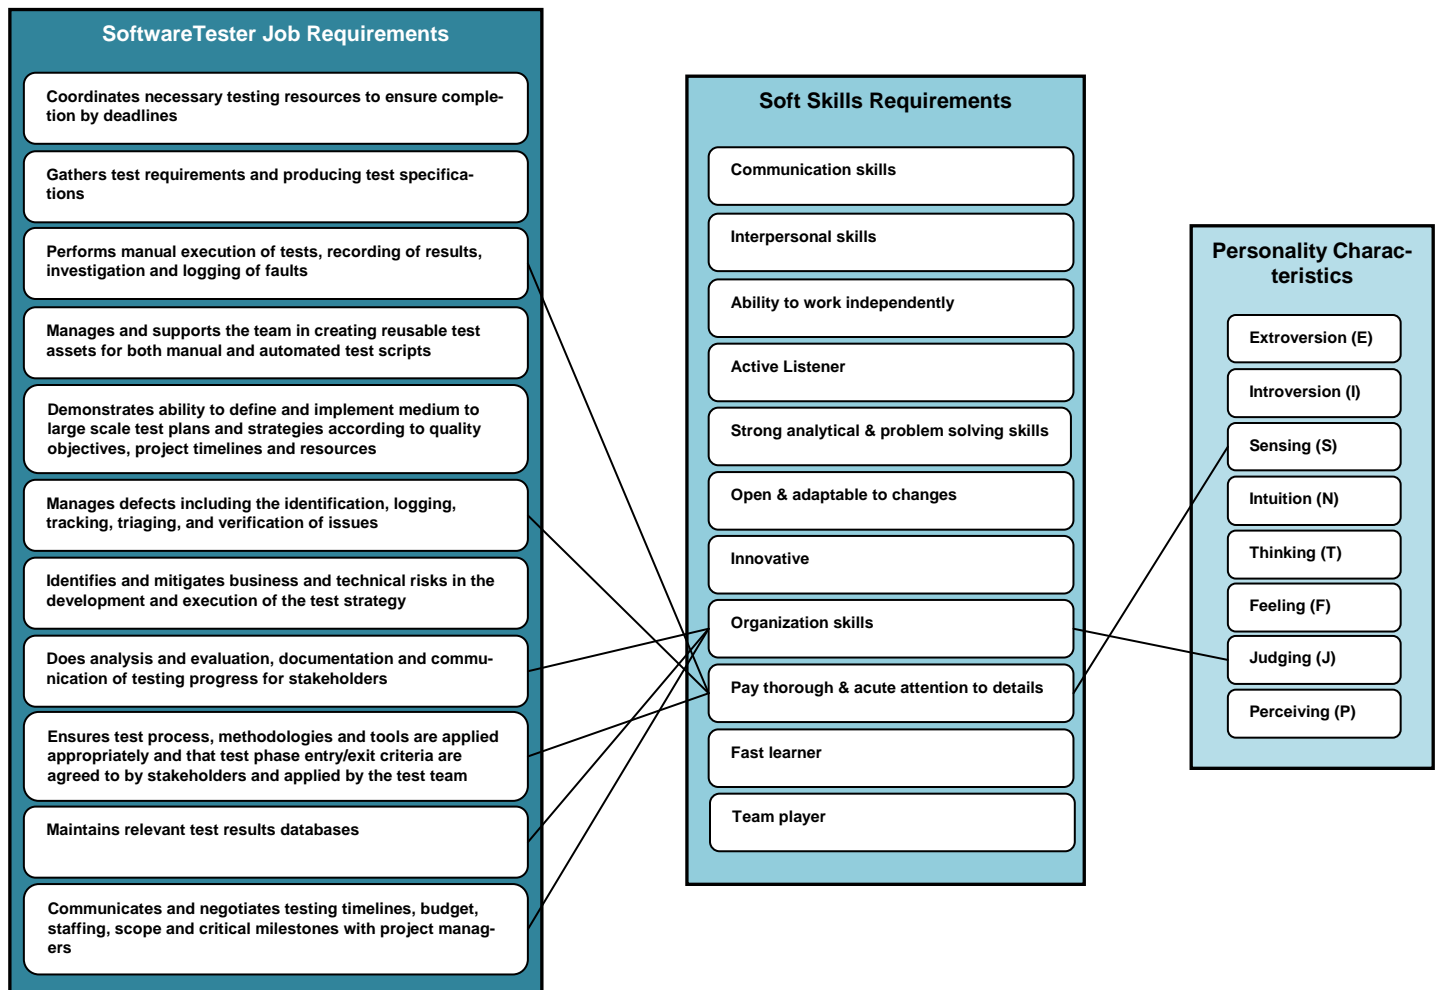 SoftwareTester Job Requirements
Coordinates necessary testing resources to ensure comple-
tion by deadlines
Gathers test requirements and producing test specifica-
tions
Performs manual execution of tests, recording of results,
investigation and logging of faults
Manages and supports the team in creating reusable test
assets for both manual and automated test scripts
Demonstrates ability to define and implement medium to
large scale test plans and strategies according to quality
objectives, project timelines and resources
Manages defects including the identification, logging,
tracking, triaging, and verification of issues
Identifies and mitigates business and technical risks in the
development and execution of the test strategy
Does analysis and evaluation, documentation and commu-
nication of testing progress for stakeholders
Ensures test process, methodologies and tools are applied
appropriately and that test phase entry/exit criteria are
agreed to by stakeholders and applied by the test team
Maintains relevant test results databases
Communicates and negotiates testing timelines, budget,
staffing, scope and critical milestones with project manag-
ers
Soft Skills Requirements
Communication skills
Interpersonal skills
Ability to work independently
Active Listener
Strong analytical & problem solving skills
Open & adaptable to changes
Innovative
Organization skills
Pay thorough & acute attention to details
Fast learner
Team player
Personality Charac-
teristics
Extroversion (E)
Introversion (I)
Sensing (S)
Intuition (N)
Thinking (T)
Feeling (F)
Judging (J)
Perceiving (P)